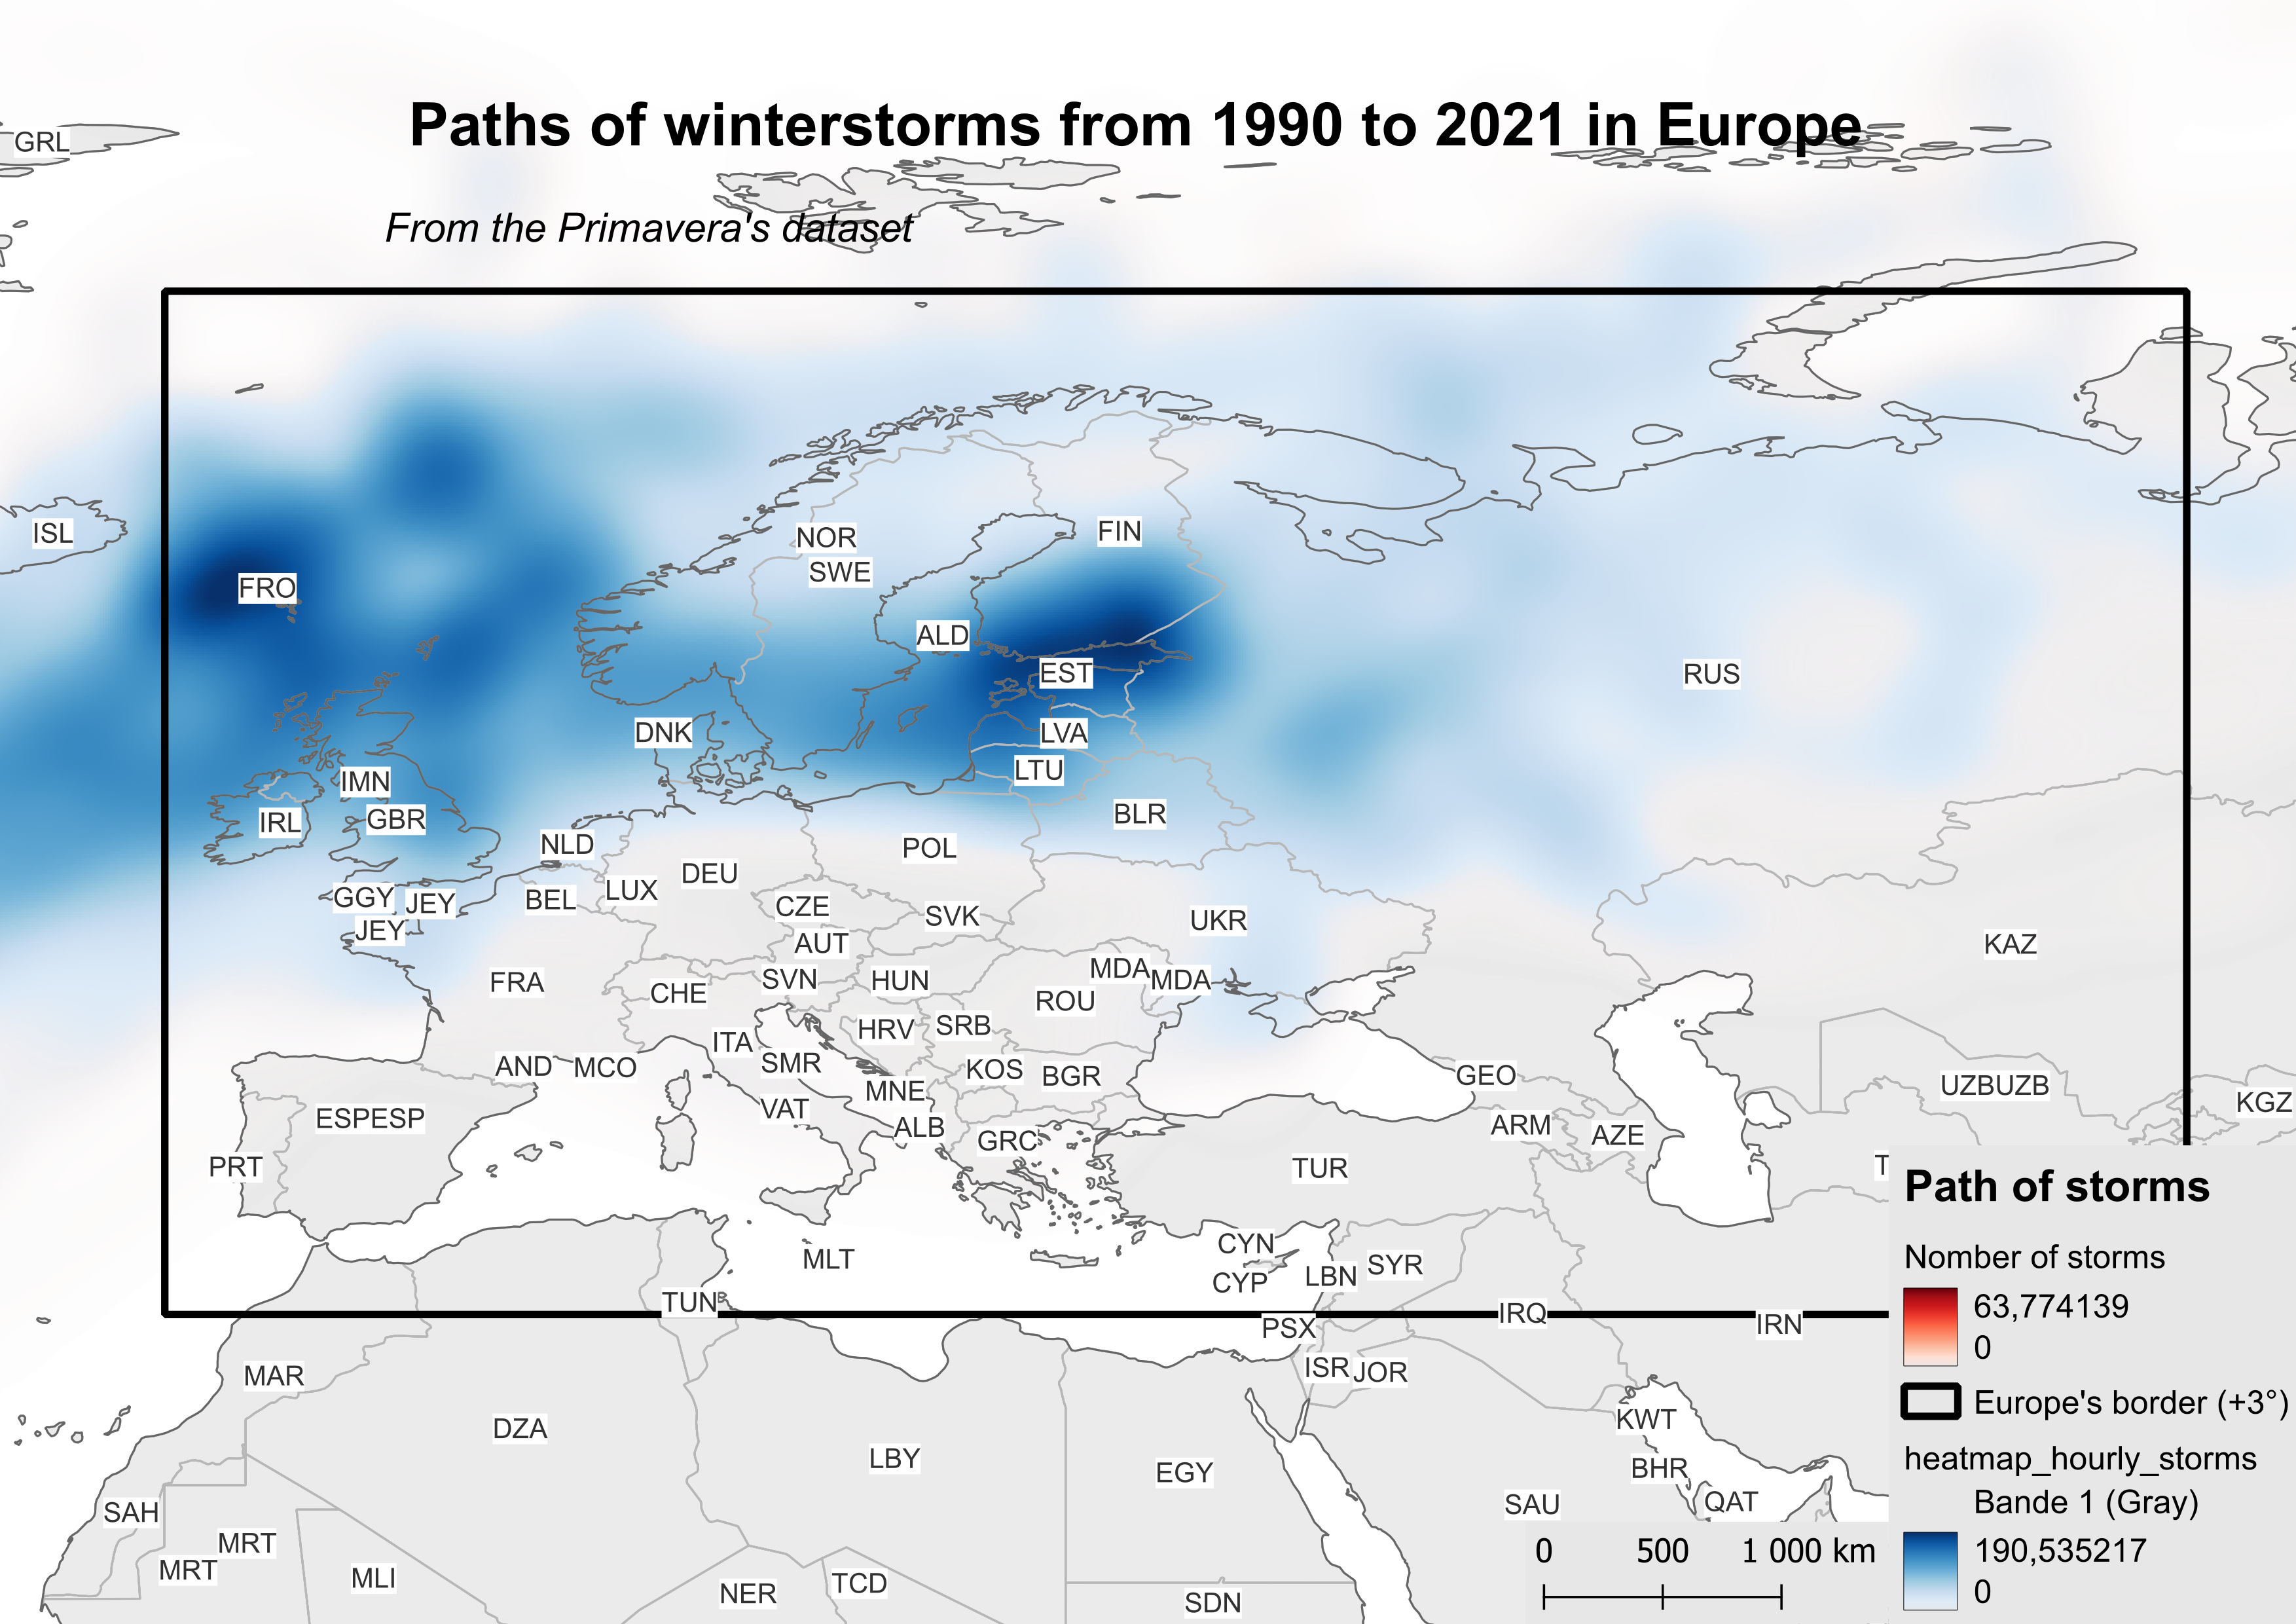 Paths of winterstorms from 1990 to 2021 in Europe
GRL
From the Primavera's dataset
ISL
NOR
FIN
SWE
FRO
ALD
EST
RUS
DNK
LVA
LTU
IMN
GBR
IRL
BLR
NLD
POL
DEU
LUX
BEL
GGY
JEY
JEY
CZE
SVK
UKR
AUT
KAZ
FRA
CHE
SVN
HUN
MDA
MDA
ROU
ITA
HRV
SRB
SMR
AND
MCO
KOS
BGR
GEO
MNE
UZBUZB
KGZ
ESPESP
VAT
ALB
GRC
ARM
AZE
PRT
TUR
T
MLT
CYN
CYP
LBN
SYR
TUN
PSX
IRQ
IRN
MAR
ISR
JOR
DZA
LBY
EGY
KWT
BHR
QAT
SAU
SAH
MRT
MRT
MLI
NER
TCD
SDN
Path of storms
Nomber of storms
63,774139
0
Europe's border (+3°)
heatmap_hourly_storms
Bande 1 (Gray)
190,535217
0
0 500 1 000 km